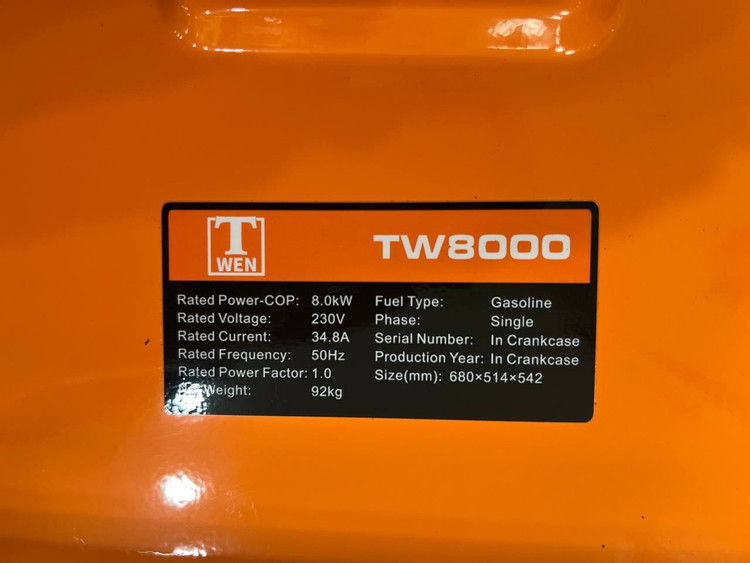 T
WEN
TW8000
Rated Power-COP: 8.0kW
Rated Voltage: 230V
Rated Current: 34.8A
Rated Frequency: 50Hz
Rated Power Factor: 1.0
Weight: 92kg
Fuel Type: Gasoline
Phase: Single
Serial Number: In Crankcase
Production Year: In Crankcase
Size(mm): 680×514×542